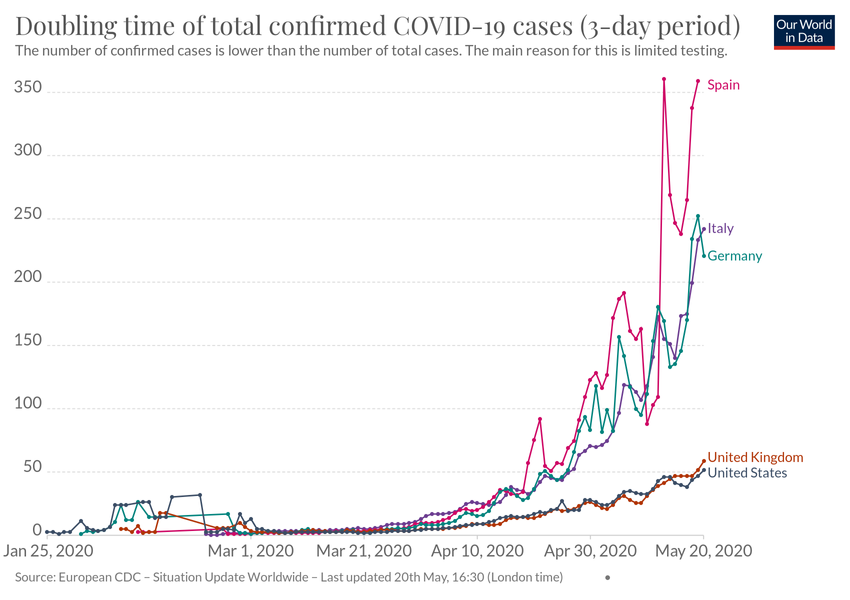 Doubling time of total confirmed COVID-19 cases (3-day period)
Our World
in Data
The number of confirmed cases is lower than the number of total cases. The main reason for this is limited testing.
350
Spain
300
250
Italy
Germany
200
150
100
50
United Kingdom
United States
0
Jan 25, 2020
Mar 1, 2020
Mar 21, 2020
Apr 10, 2020
Apr 30, 2020
May 20, 2020
Source: European CDC – Situation Update Worldwide – Last updated 20th May, 16:30 (London time)